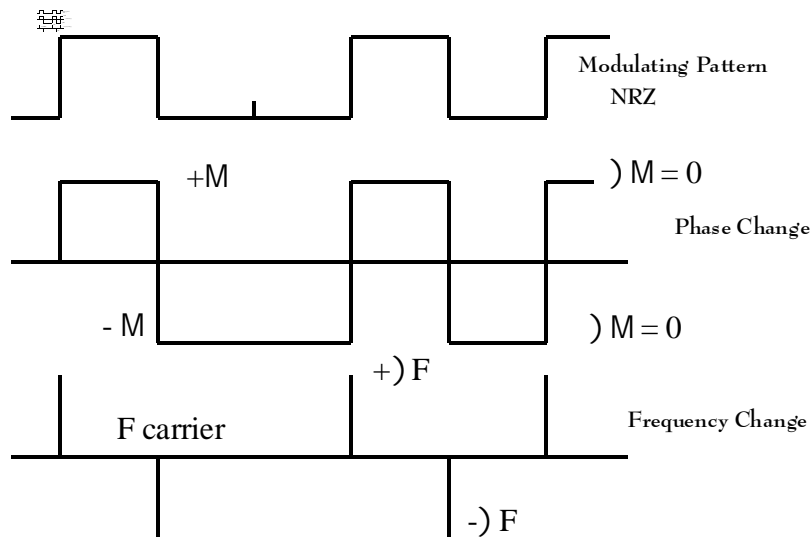 Modulating Pattern
NRZ
+M
) M = 0
Phase Change
- M
) M = 0
+) F
F carrier
Frequency Change
-) F